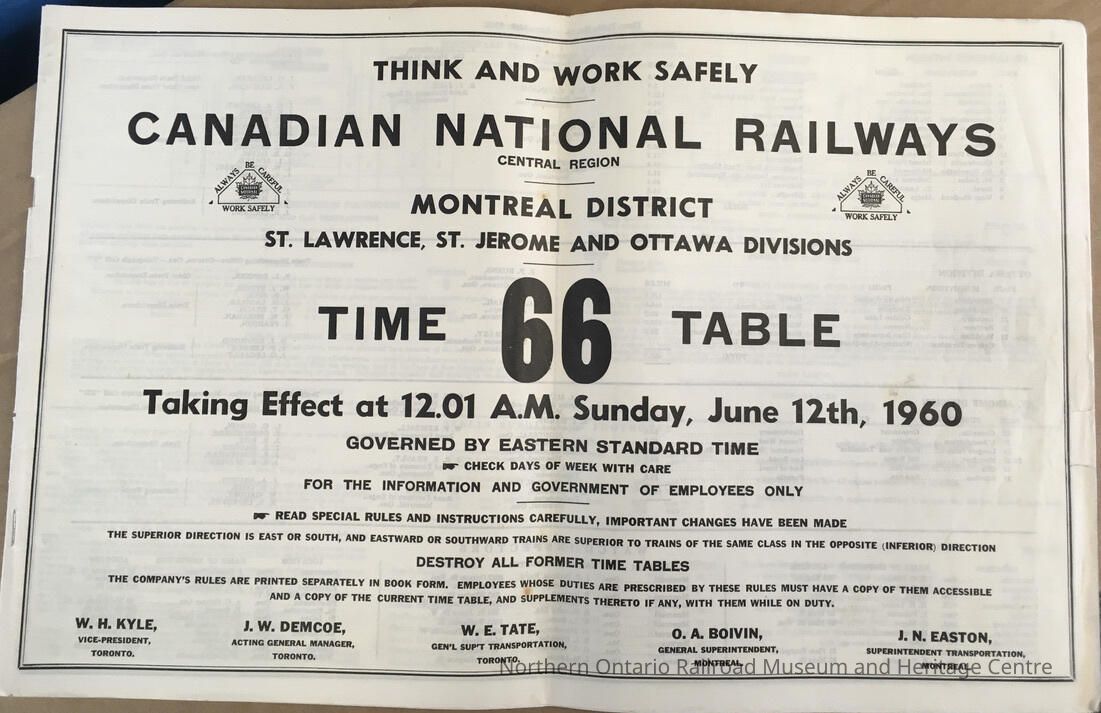 THINK AND WORK SAFELY
CANADIAN NATIONAL RAILWAYS
CENTRAL REGION
ALWAYS BE CAREFUL
CANADIAN NATIONAL
WORK SAFELY
ALWAYS BE CAREFUL
CANADIAN NATIONAL
WORK SAFELY
MONTREAL DISTRICT
ST. LAWRENCE, ST. JEROME AND OTTAWA DIVISIONS
TIME 66 TABLE
Taking Effect at 12.01 A.M. Sunday, June 12th, 1960
GOVERNED BY EASTERN STANDARD TIME
CHECK DAYS OF WEEK WITH CARE
FOR THE INFORMATION AND GOVERNMENT OF EMPLOYEES ONLY
READ SPECIAL RULES AND INSTRUCTIONS CAREFULLY, IMPORTANT CHANGES HAVE BEEN MADE
THE SUPERIOR DIRECTION IS EAST OR SOUTH, AND EASTWARD OR SOUTHWARD TRAINS ARE SUPERIOR TO TRAINS OF THE SAME CLASS IN THE OPPOSITE (INFERIOR) DIRECTION
DESTROY ALL FORMER TIME TABLES
THE COMPANY'S RULES ARE PRINTED SEPARATELY IN BOOK FORM. EMPLOYEES WHOSE DUTIES ARE PRESCRIBED BY THESE RULES MUST HAVE A COPY OF THEM ACCESSIBLE
AND A COPY OF THE CURRENT TIME TABLE, AND SUPPLEMENTS THERETO IF ANY, WITH THEM WHILE ON DUTY.
W. H. KYLE,
VICE-PRESIDENT,
TORONTO.
J. W. DEMCOE,
ACTING GENERAL MANAGER,
TORONTO.
W. E. TATE,
GEN'L SUP'T TRANSPORTATION,
TORONTO.
O. A. BOIVIN,
GENERAL SUPERINTENDENT,
MONTREAL.
J. N. EASTON,
SUPERINTENDENT TRANSPORTATION,
MONTREAL.
Northern Ontario Railroad Museum and Heritage Centre